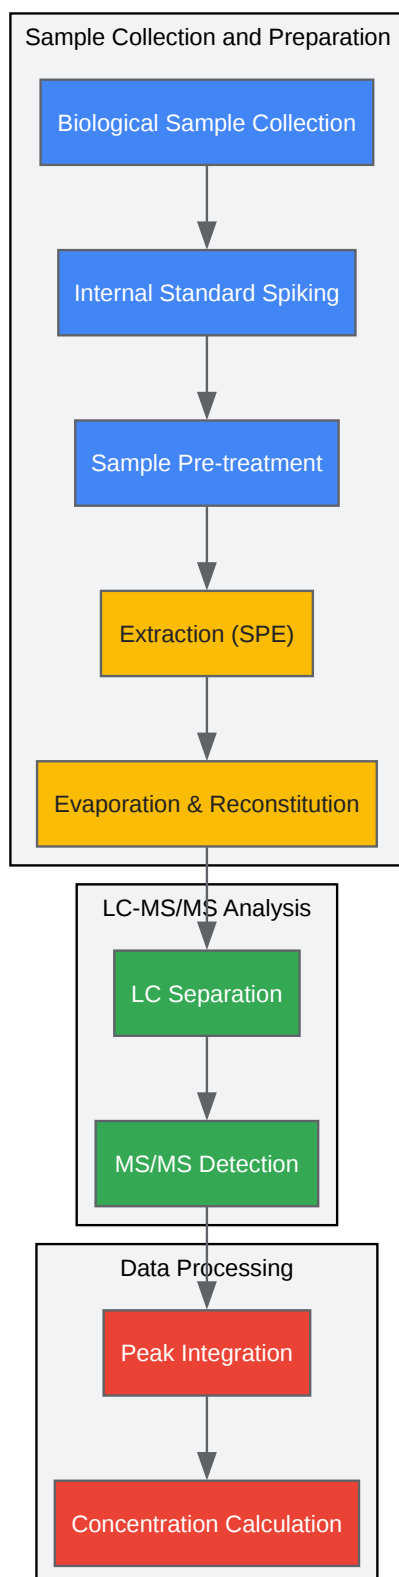 Sample Collection and Preparation
Biological Sample Collection
Internal Standard Spiking
Sample Pre-treatment
Extraction (SPE)
Evaporation & Reconstitution
LC-MS/MS Analysis
LC Separation
MS/MS Detection
Data Processing
Peak Integration
Concentration Calculation